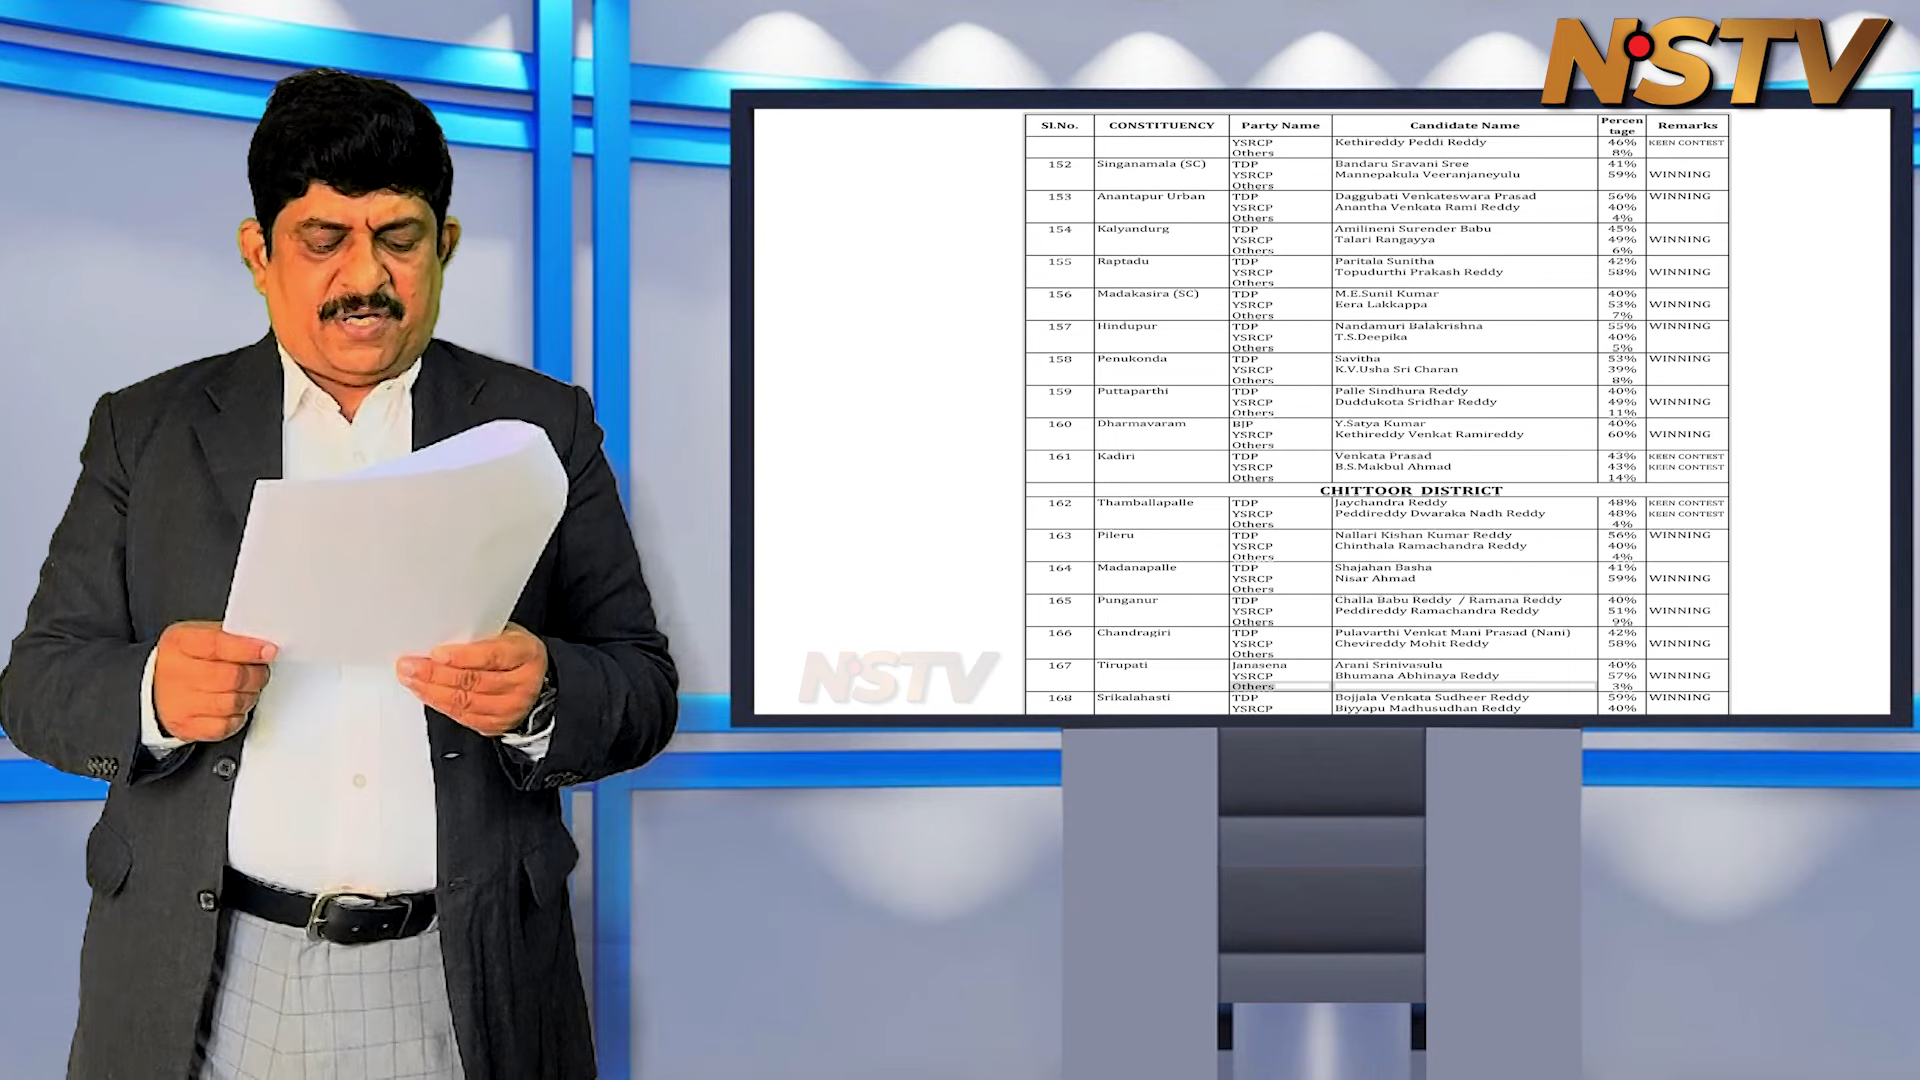 NSTV
Sl.No. CONSTITUENCY Party Name Candidate Name Percen tage Remarks
YSRCP Kethireddy Peddi Reddy 46% KEEN CONTEST
Others 8%
152 Singanamala (SC) TDP Bandaru Sravani Sree 41%
YSRCP Mannepakula Veeranjaneyulu 59% WINNING
Others
153 Anantapur Urban TDP Daggubati Venkateswara Prasad 56% WINNING
YSRCP Anantha Venkata Rami Reddy 40%
Others 4%
154 Kalyandurg TDP Amilineni Surender Babu 45%
YSRCP Talari Rangayya 49% WINNING
Others 6%
155 Raptadu TDP Paritala Sunitha 42%
YSRCP Topudurthi Prakash Reddy 58% WINNING
Others
156 Madakasira (SC) TDP M.E.Sunil Kumar 40%
YSRCP Eera Lakkappa 53% WINNING
Others 7%
157 Hindupur TDP Nandamuri Balakrishna 55% WINNING
YSRCP T.S.Deepika 40%
Others 5%
158 Penukonda TDP Savitha 53% WINNING
YSRCP K.V.Usha Sri Charan 39%
Others 8%
159 Puttaparthi TDP Palle Sindhura Reddy 40%
YSRCP Duddukota Sridhar Reddy 49% WINNING
Others 11%
160 Dharmavaram BJP Y.Satya Kumar 40%
YSRCP Kethireddy Venkat Ramireddy 60% WINNING
Others
161 Kadiri TDP Venkata Prasad 43% KEEN CONTEST
YSRCP B.S.Makbul Ahmad 43% KEEN CONTEST
Others 14%
CHITTOOR DISTRICT
162 Thamballapalle TDP Jaychandra Reddy 48% KEEN CONTEST
YSRCP Peddireddy Dwaraka Nadh Reddy 48% KEEN CONTEST
Others 4%
163 Pileru TDP Nallari Kishan Kumar Reddy 56% WINNING
YSRCP Chinthala Ramachandra Reddy 40%
Others 4%
164 Madanapalle TDP Shajahan Basha 41%
YSRCP Nisar Ahmad 59% WINNING
Others
165 Punganur TDP Challa Babu Reddy / Ramana Reddy 40%
YSRCP Peddireddy Ramachandra Reddy 51% WINNING
Others 9%
166 Chandragiri TDP Pulavarthi Venkat Mani Prasad (Nani) 42%
YSRCP Chevireddy Mohit Reddy 58% WINNING
Others
167 Tirupati Janasena Arani Srinivasulu 40%
YSRCP Bhumana Abhinaya Reddy 57% WINNING
Others 3%
168 Srikalahasti TDP Bojjala Venkata Sudheer Reddy 59% WINNING
YSRCP Biyyapu Madhusudhan Reddy 40%
NSTV